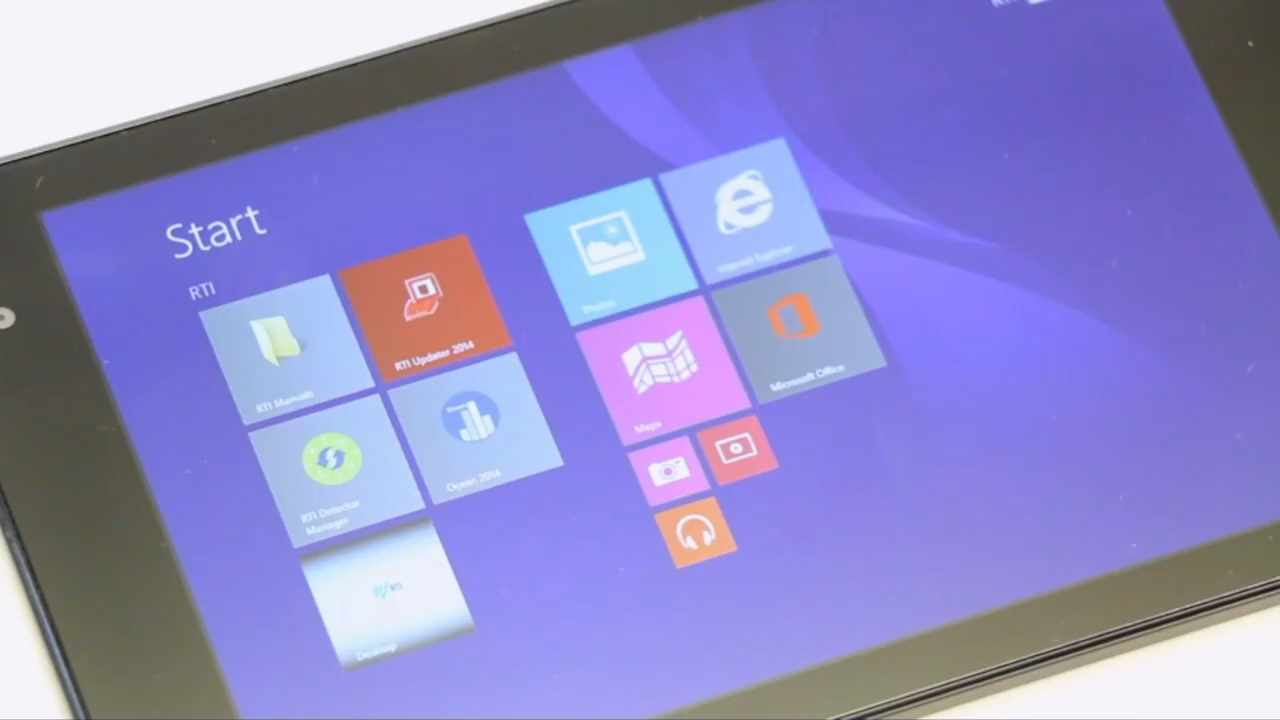 Start
RTI
RTI Manuals
RTI Updater 2014
RTI Detector
Manager
Ocean 2014
RTI
Desktop
Photos
Internet Explorer
Maps
Microsoft Office